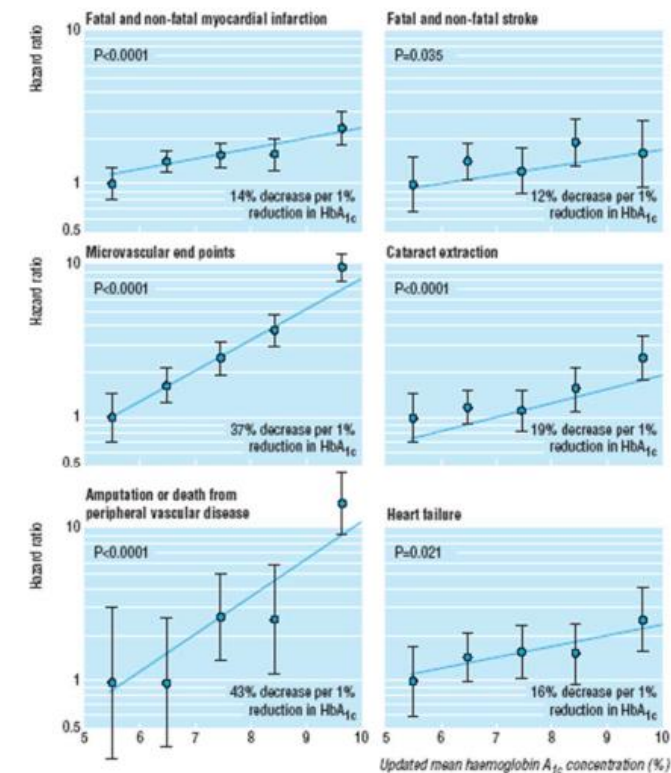 Fatal and non-fatal myocardial infarction
Fatal and non-fatal stroke
Hazard ratio
10
P<0.0001
P=0.035
1
14% decrease per 1%
reduction in HbA1c
12% decrease per 1%
reduction in HbA1c
0.5
Microvascular end points
Cataract extraction
Hazard ratio
10
P<0.0001
P<0.0001
1
37% decrease per 1%
reduction in HbA1c
19% decrease per 1%
reduction in HbA1c
0.5
Amputation or death from
peripheral vascular disease
Heart failure
Hazard ratio
10
P<0.0001
P=0.021
1
43% decrease per 1%
reduction in HbA1c
16% decrease per 1%
reduction in HbA1c
0.5
5 6 7 8 9 10
5 6 7 8 9 10
Updated mean haemoglobin A1c concentration (%)